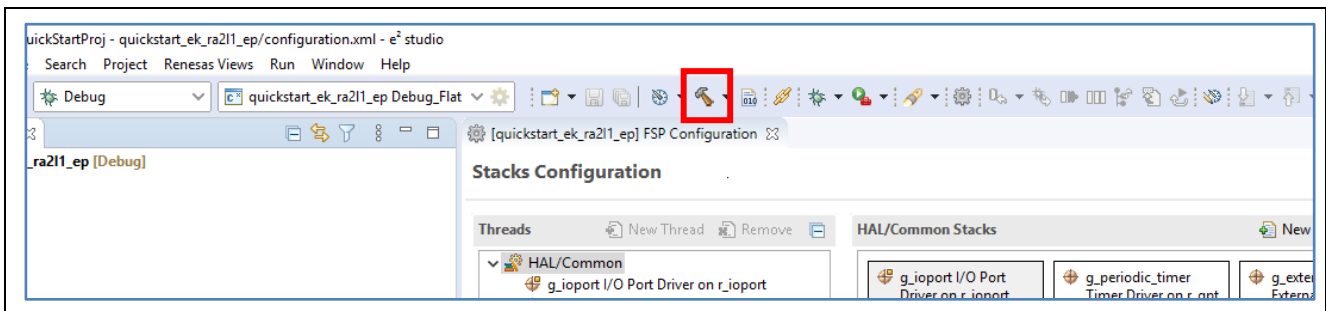 uickStartProj - quickstart_ek_ra2l1_ep/configuration.xml - e² studio
Search Project Renesas Views Run Window Help
Debug quickstart_ek_ra2l1_ep Debug_Flat
[quickstart_ek_ra2l1_ep] FSP Configuration
_ra2l1_ep [Debug]
Stacks Configuration
Threads New Thread Remove HAL/Common Stacks New
HAL/Common
g_ioport I/O Port Driver on r_ioport
g_ioport I/O Port g_periodic_timer g_exter
Driver on r_ioport Timer Driver on r_gpt Externa